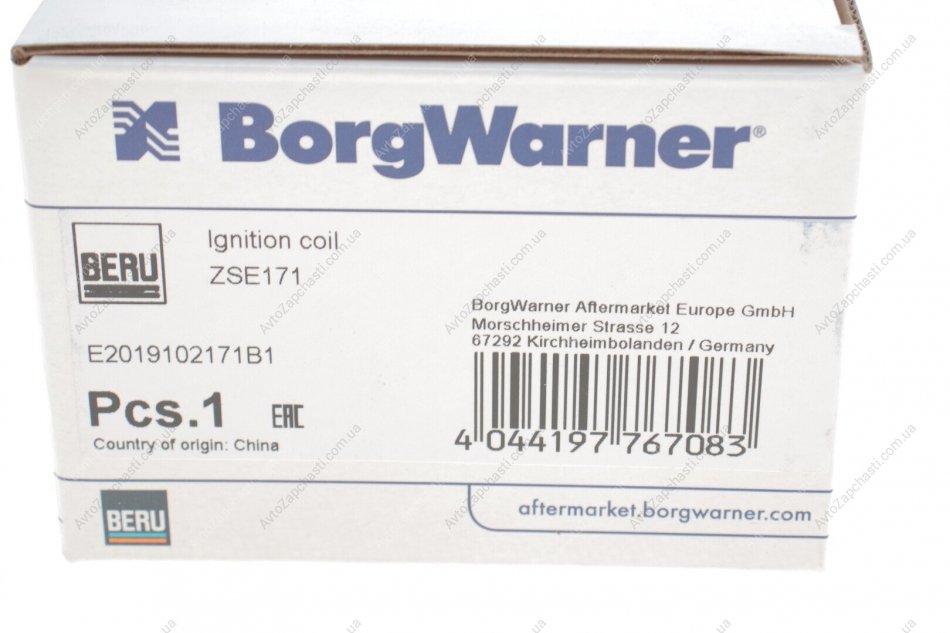 BorgWarner®
BERU
Ignition coil
ZSE171
BorgWarner Aftermarket Europe GmbH
Morschheimer Strasse 12
67292 Kirchheimbolanden / Germany
E2019102171B1
Pcs.1 EAC
Country of origin: China
4 044197 767083
BERU
aftermarket.borgwarner.com
AvtoZapchasti.com.ua